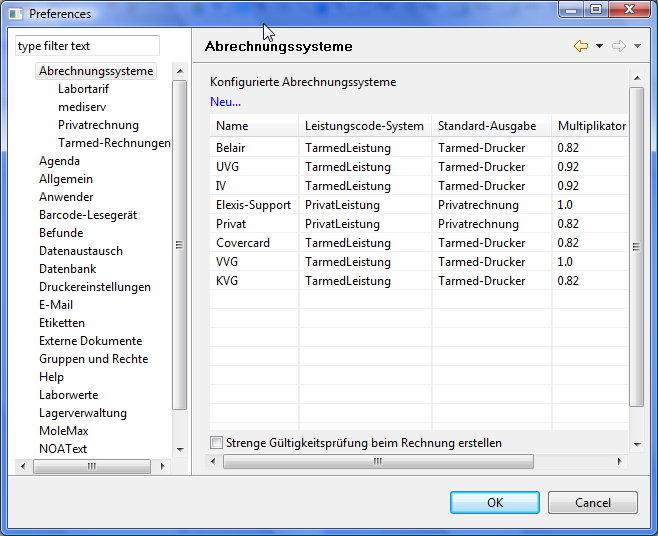 Preferences
type filter text
Abrechnungssysteme
Labortarif
mediserv
Privatrechnung
Tarmed-Rechnungen
Agenda
Allgemein
Anwender
Barcode-Lesegerät
Befunde
Datenaustausch
Datenbank
Druckereinstellungen
E-Mail
Etiketten
Externe Dokumente
Gruppen und Rechte
Help
Laborwerte
Lagerverwaltung
MoleMax
NOAText
Abrechnungssysteme
Konfigurierte Abrechnungssysteme
Neu...
Name Leistungscode-System Standard-Ausgabe Multiplikator
Belair TarmedLeistung Tarmed-Drucker 0.82
UVG TarmedLeistung Tarmed-Drucker 0.92
IV TarmedLeistung Tarmed-Drucker 0.92
Elexis-Support PrivatLeistung Privatrechnung 1.0
Privat PrivatLeistung Privatrechnung 0.82
Covercard TarmedLeistung Tarmed-Drucker 0.82
VVG TarmedLeistung Tarmed-Drucker 1.0
KVG TarmedLeistung Tarmed-Drucker 0.82
Strenge Gültigkeitsprüfung beim Rechnung erstellen
OK Cancel